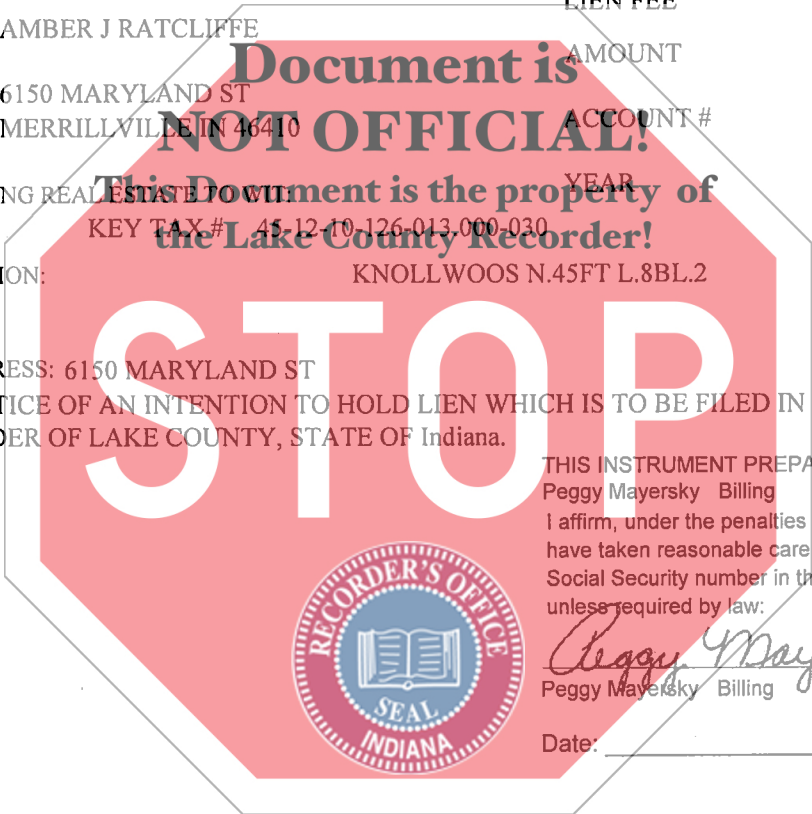 LIEN FEE
AMBER J RATCLIFFE
Document is
AMOUNT
6150 MARYLAND ST
NOT OFFICIAL!
ACCOUNT #
MERRILLVILLE IN 46410
YEAR
NG REAL ESTATE TO WIT:
This Document is the property of
KEY TAX # 45-12-10-126-013.000-030
the Lake County Recorder!
ION:
KNOLLWOOS N.45FT L.8BL.2
STOP
RESS: 6150 MARYLAND ST
TICE OF AN INTENTION TO HOLD LIEN WHICH IS TO BE FILED IN
DER OF LAKE COUNTY, STATE OF Indiana.
THIS INSTRUMENT PREPA
Peggy Mayersky Billing
I affirm, under the penalties
have taken reasonable care
Social Security number in th
unless required by law:
Peggy May
Peggy Mayersky Billing
Date:
RECORDER'S OFFICE
SEAL
INDIANA